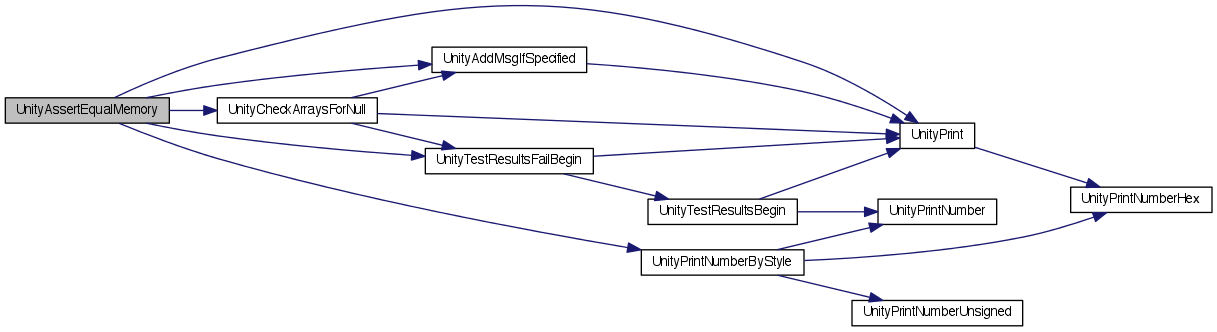 UnityAssertEqualMemory
UnityAddMsgIfSpecified
UnityCheckArraysForNull
UnityTestResultsFailBegin
UnityPrint
UnityTestResultsBegin
UnityPrintNumber
UnityPrintNumberHex
UnityPrintNumberByStyle
UnityPrintNumberUnsigned